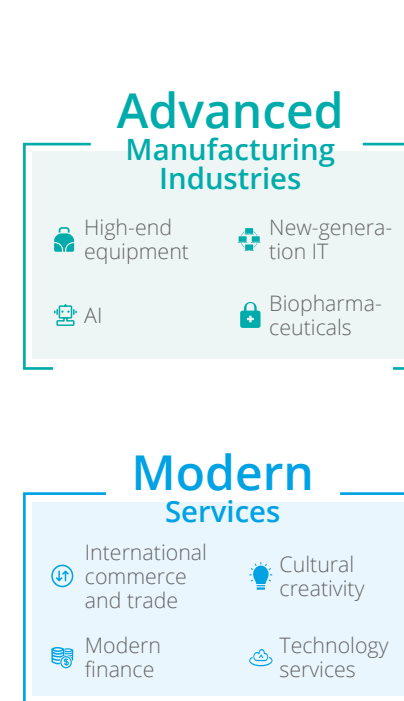 Advanced
Manufacturing
Industries
High-end
equipment
New-genera-
tion IT
AI
Biopharma-
ceuticals
Modern
Services
International
commerce
and trade
Cultural
creativity
Modern
finance
Technology
services